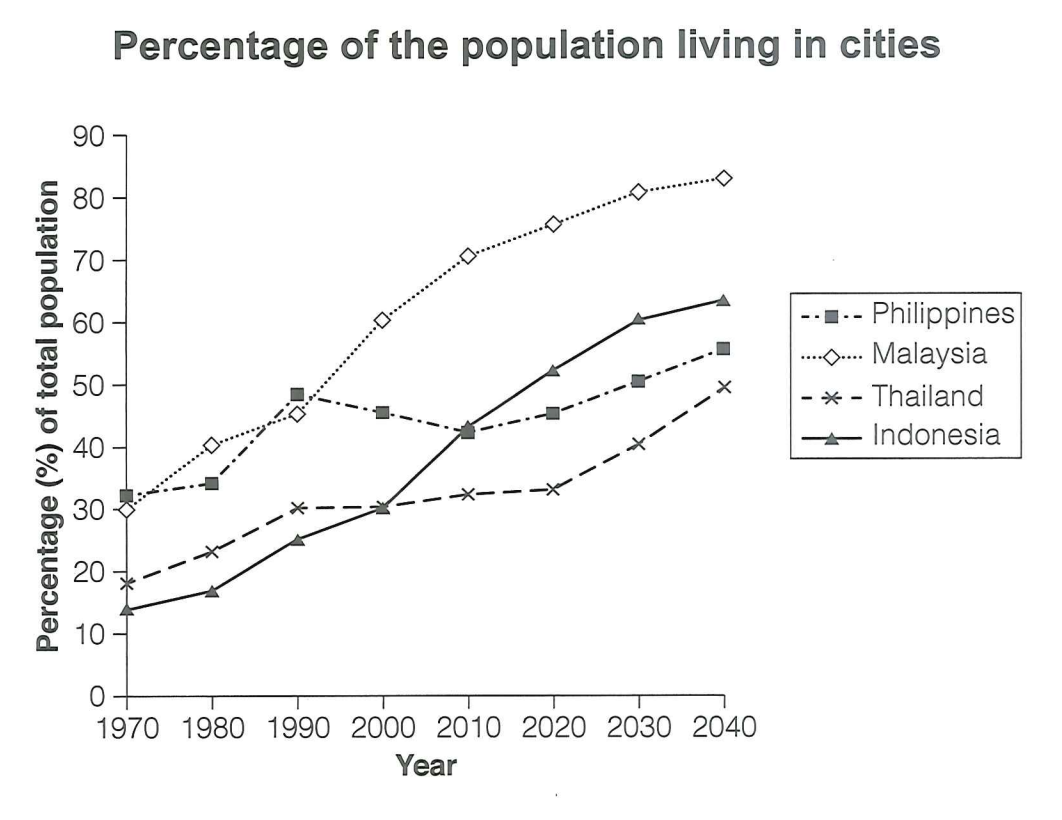 Percentage of the population living in cities
90
80
70
60
50
40
30
20
10
0
Percentage (%) of total population
1970 1980 1990 2000 2010 2020 2030 2040
Year
Philippines
Malaysia
Thailand
Indonesia